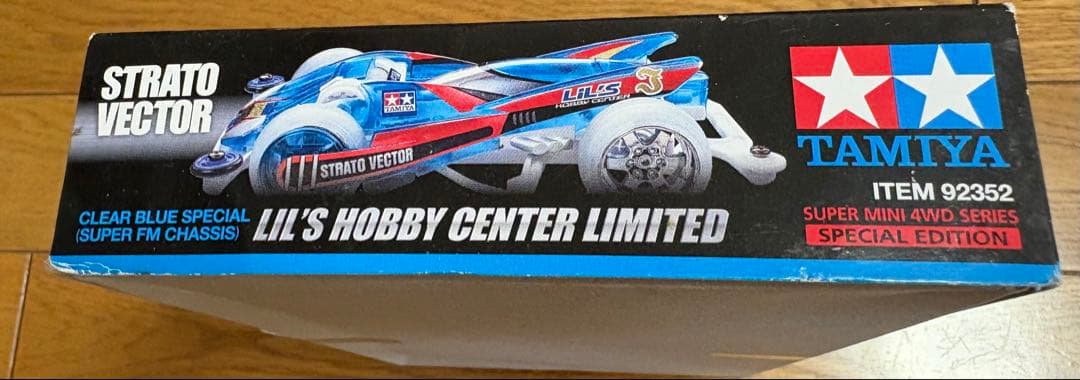 STRATO
VECTOR
TAMIYA
LIL'S
HOBBY CENTER
3
STRATO VECTOR
CLEAR BLUE SPECIAL
(SUPER FM CHASSIS)
LIL'S HOBBY CENTER LIMITED
TAMIYA
ITEM 92352
SUPER MINI 4WD SERIES
SPECIAL EDITION